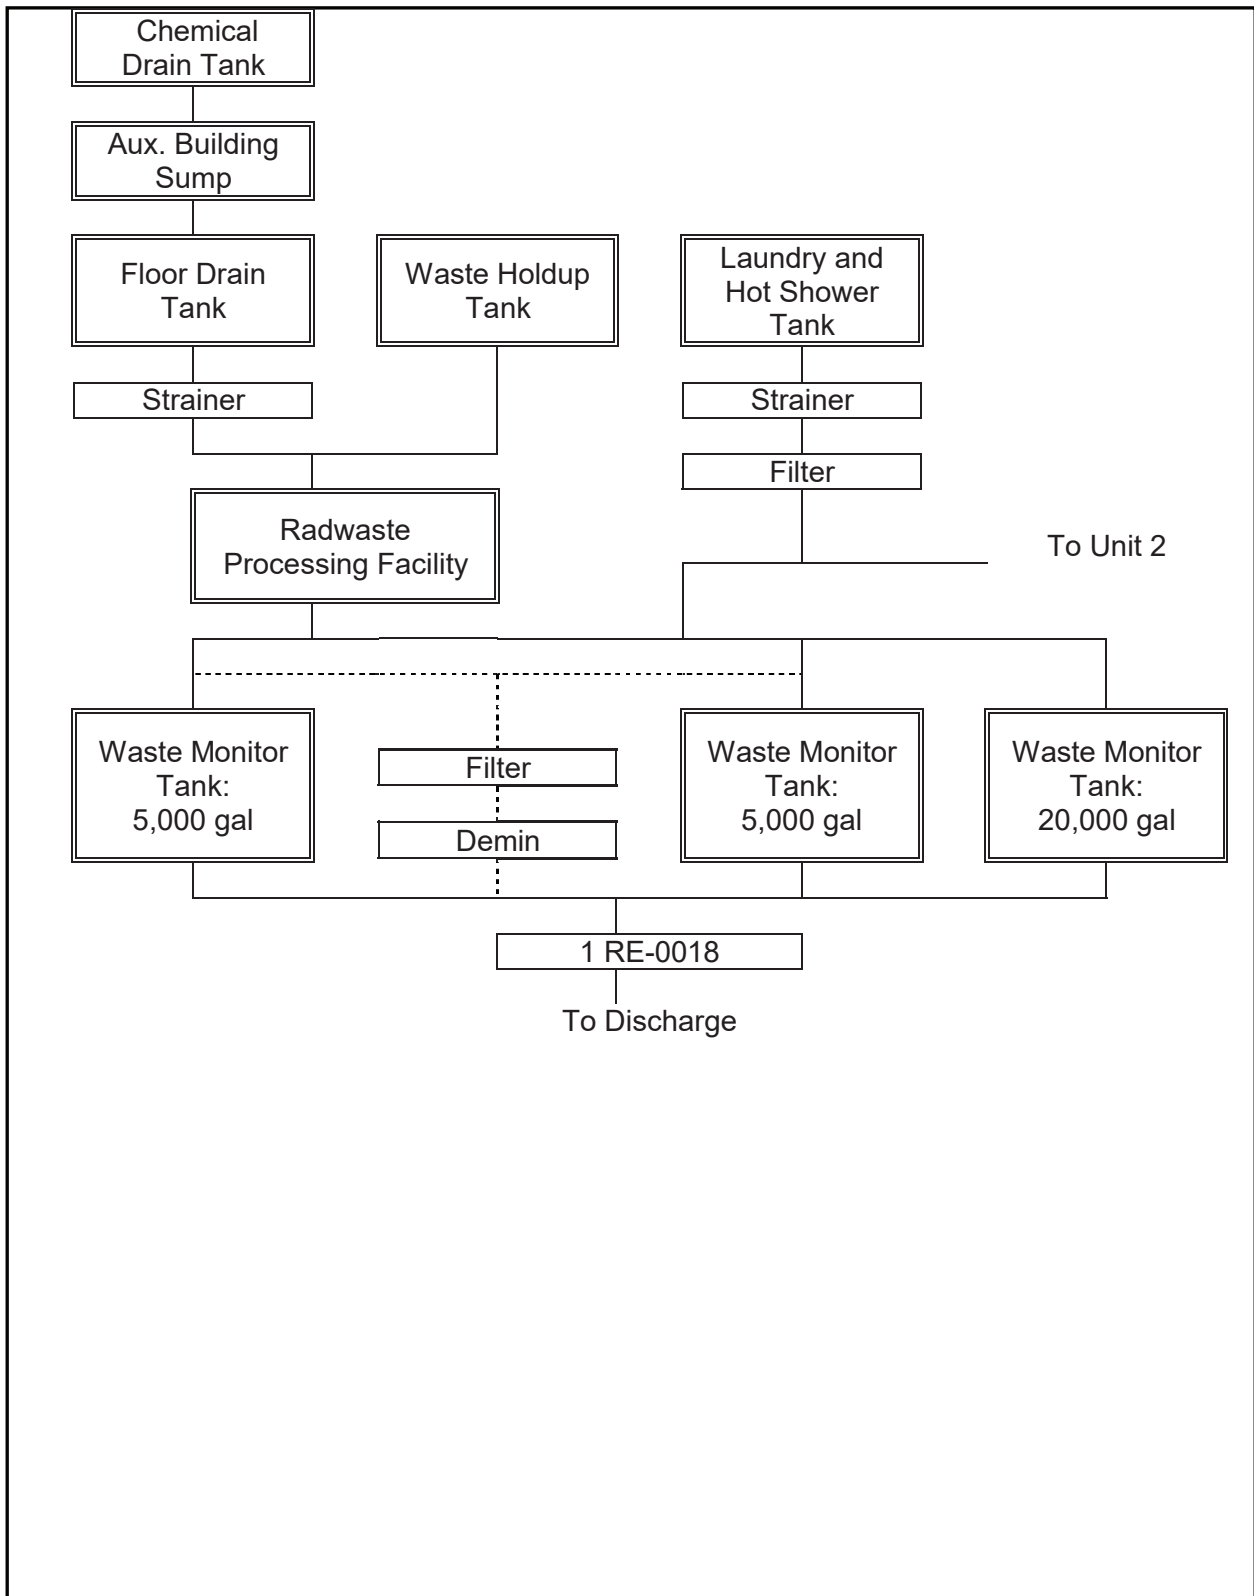 Chemical
Drain Tank
Aux. Building
Sump
Floor Drain
Tank
Waste Holdup
Tank
Laundry and
Hot Shower
Tank
Strainer
Strainer
Filter
Radwaste
Processing Facility
To Unit 2
Waste Monitor
Tank:
5,000 gal
Filter
Demin
Waste Monitor
Tank:
5,000 gal
Waste Monitor
Tank:
20,000 gal
1 RE-0018
To Discharge